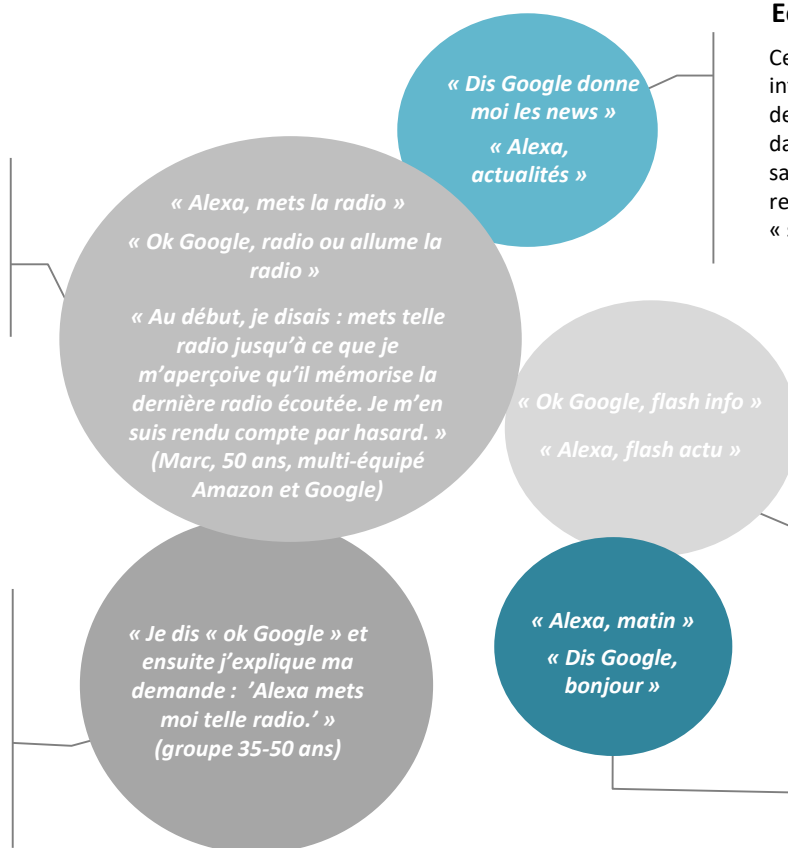 « Dis Google donne
moi les news »
« Alexa,
actualités »
« Alexa, mets la radio »
« Ok Google, radio ou allume la
radio »
« Au début, je disais : mets telle
radio jusqu'à ce que je
m'aperçoive qu'il mémorise la
dernière radio écoutée. Je m'en
suis rendu compte par hasard. »
(Marc, 50 ans, multi-équipé
Amazon et Google)
« Ok Google, flash info »
« Alexa, flash actu »
« Alexa, matin »
« Dis Google,
bonjour »
« Je dis « ok Google » et
ensuite j'explique ma
demande : 'Alexa mets
moi telle radio.' »
(groupe 35-50 ans)